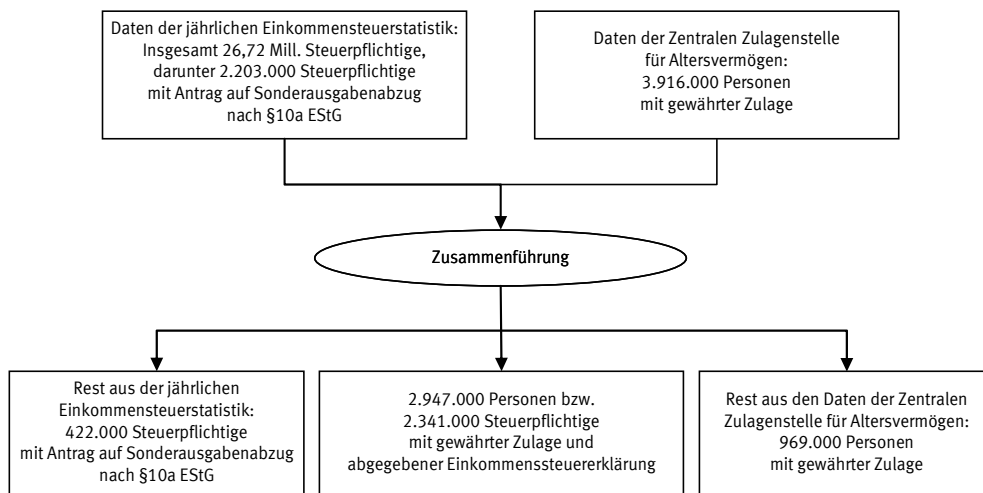 Daten der jährlichen Einkommensteuerstatistik:
Insgesamt 26,72 Mill. Steuerpflichtige,
darunter 2.203.000 Steuerpflichtige
mit Antrag auf Sonderausgabenabzug
nach §10a EStG
Daten der Zentralen Zulagenstelle
für Altersvermögen:
3.916.000 Personen
mit gewährter Zulage
Zusammenführung
Rest aus der jährlichen
Einkommensteuerstatistik:
422.000 Steuerpflichtige
mit Antrag auf Sonderausgabenabzug
nach §10a EStG
2.947.000 Personen bzw.
2.341.000 Steuerpflichtige
mit gewährter Zulage und
abgegebener Einkommenssteuererklärung
Rest aus den Daten der Zentralen
Zulagenstelle für Altersvermögen:
969.000 Personen
mit gewährter Zulage